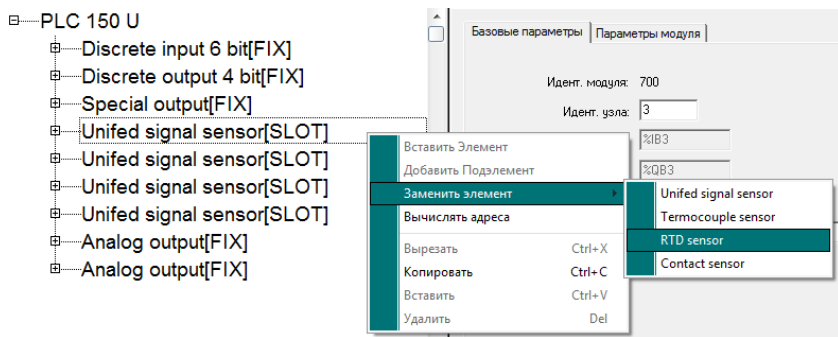 PLC 150 U
Discrete input 6 bit[FIX]
Discrete output 4 bit[FIX]
Special output[FIX]
Unifed signal sensor[SLOT]
Unifed signal sensor[SLOT]
Unifed signal sensor[SLOT]
Unifed signal sensor[SLOT]
Analog output[FIX]
Analog output[FIX]
Базовые параметры Параметры модуля
Идент. модуля: 700
Идент. узла: 3
%IB3
%QB3
Вставить Элемент
Добавить Подэлемент
Заменить элемент
Вычислять адреса
Вырезать Ctrl+X
Копировать Ctrl+C
Вставить Ctrl+V
Удалить Del
Unifed signal sensor
Termocouple sensor
RTD sensor
Contact sensor